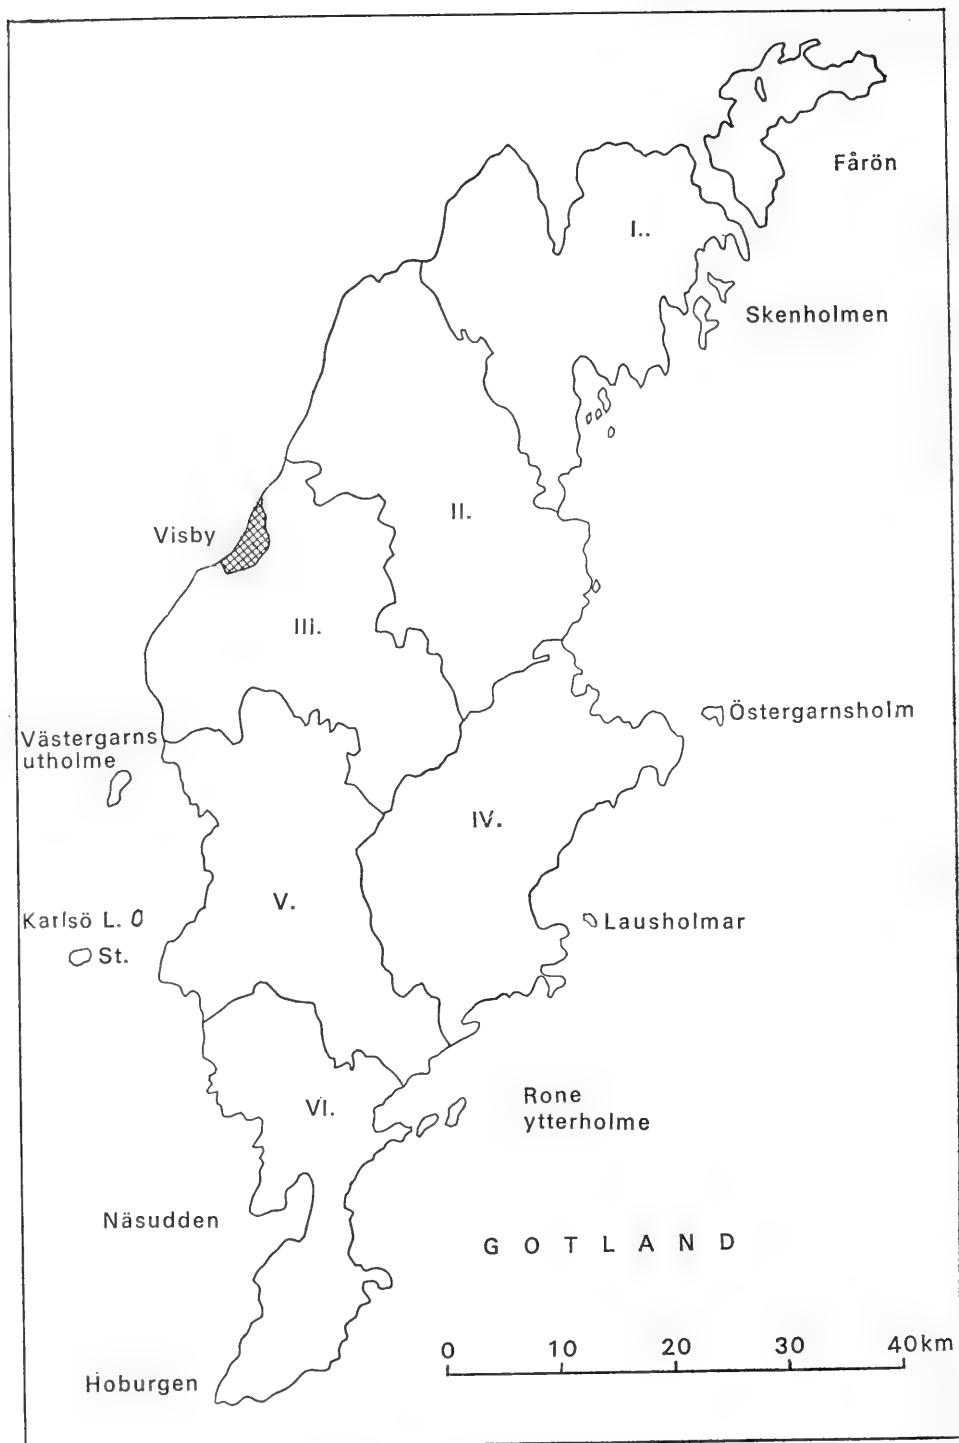 Fårön
I..
Skenholmen
II.
Visby
III.
Östergarnsholm
Västergarns
utholme
IV.
V.
Karlsö L.
St.
Lausholmar
Rone
ytterholme
VI.
Näsudden
GOTLAND
0 10 20 30 40km
Hoburgen